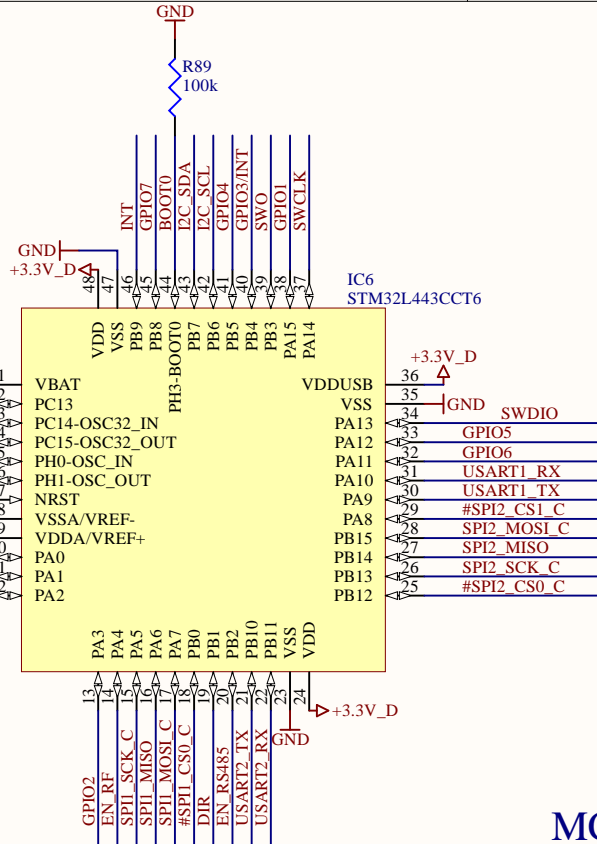 GND
R89
100k
INT
GPIO7
BOOT0
I2C_SDA
I2C_SCL
GPIO4
GPIO3/INT
SWO
GPIO1
SWCLK
GND
+3.3V_D
48
47
46
45
44
43
42
41
40
39
38
37
IC6
STM32L443CCT6
VDD
VSS
PB9
PB8
PH3-BOOT0
PB7
PB6
PB5
PB4
PB3
PA15
PA14
+3.3V_D
VBAT
PC13
PC14-OSC32_IN
PC15-OSC32_OUT
PH0-OSC_IN
PH1-OSC_OUT
NRST
VSSA/VREF-
VDDA/VREF+
PA0
PA1
PA2
VDDUSB 36
VSS 35 GND
PA13 34 SWDIO
PA12 33 GPIO5
PA11 32 GPIO6
PA10 31 USART1_RX
PA9 30 USART1_TX
PA8 29 #SPI2_CS1_C
PB15 28 SPI2_MOSI_C
PB14 27 SPI2_MISO
PB13 26 SPI2_SCK_C
PB12 25 #SPI2_CS0_C
PA3
PA4
PA5
PA6
PA7
PB0
PB1
PB2
PB10
PB11
VSS
VDD
13
14
15
16
17
18
19
20
21
22
23
24
+3.3V_D
GND
GPIO2
EN_RF
SPI1_SCK_C
SPI1_MISO
SPI1_MOSI_C
#SPI1_CS0_C
DIR
EN_RS485
USART2_TX
USART2_RX